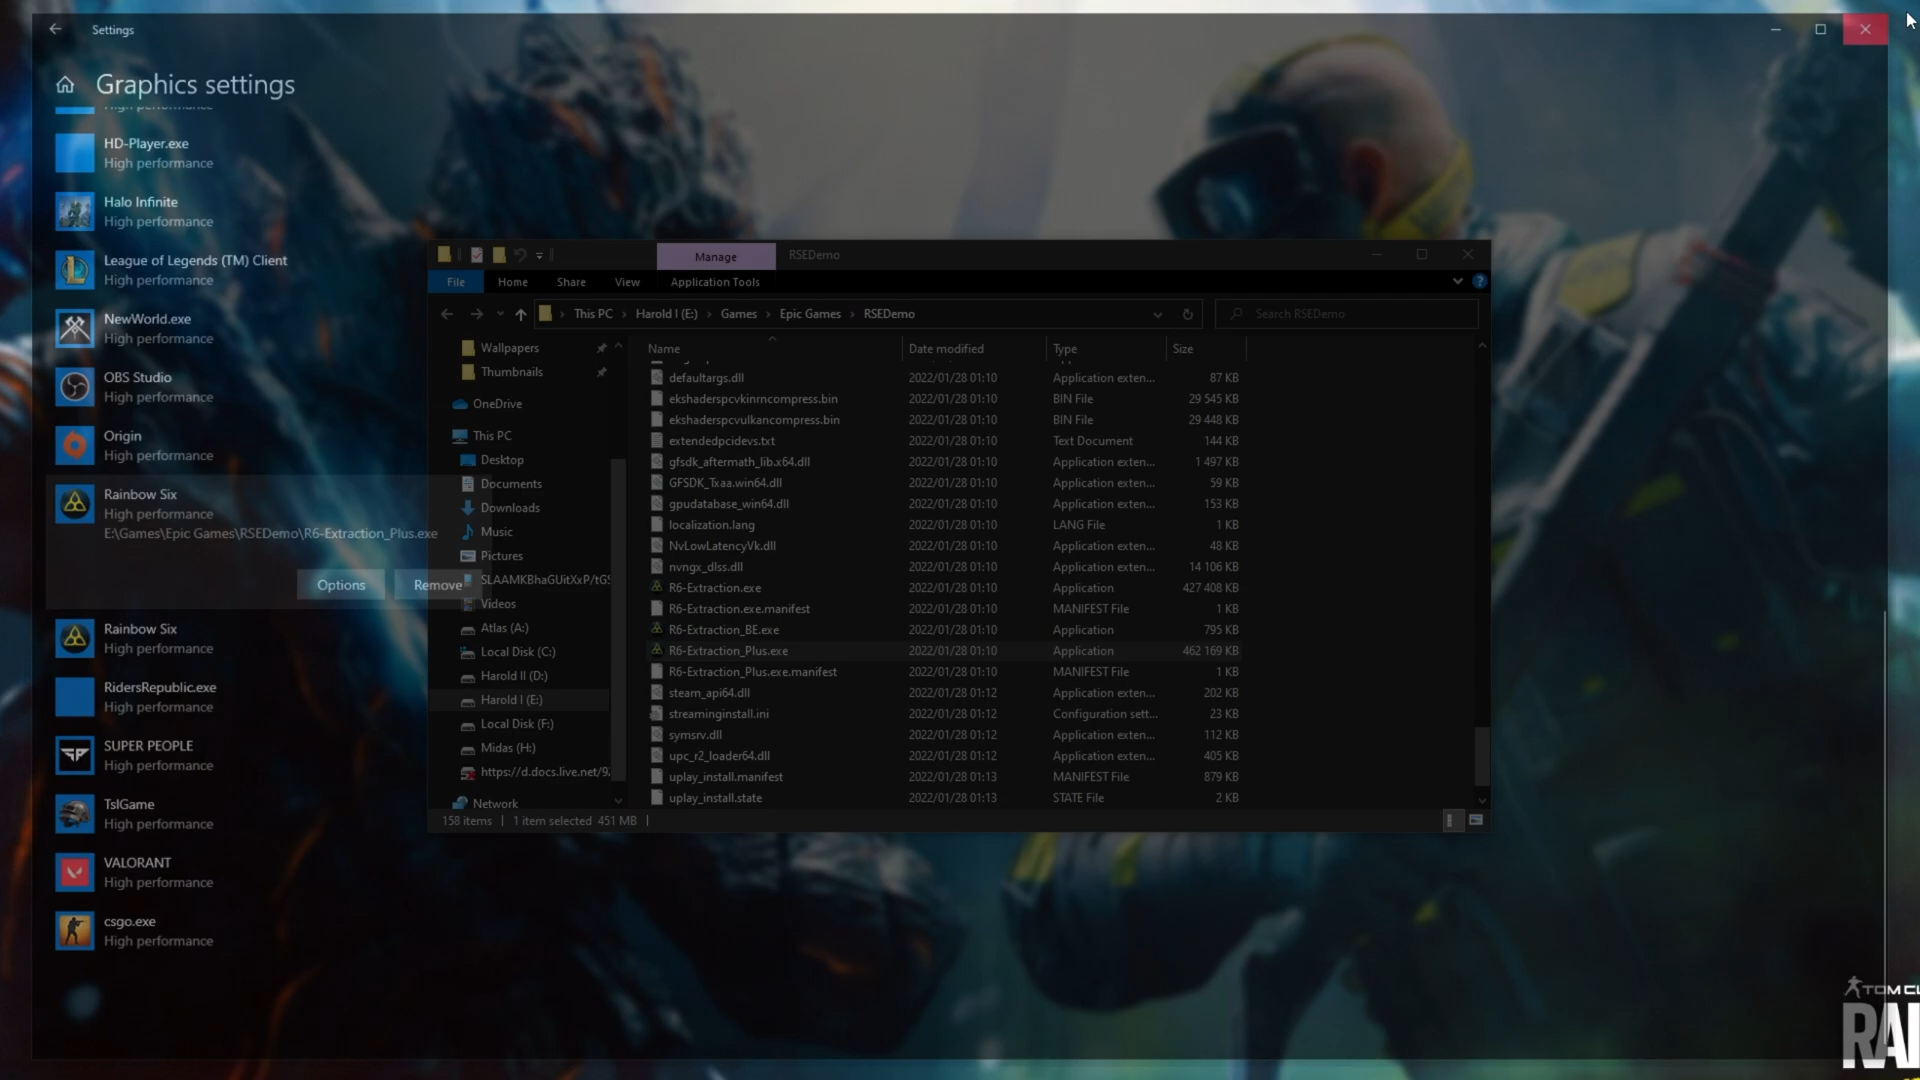 Settings
Graphics settings
High performance
HD-Player.exe
High performance
Halo Infinite
High performance
League of Legends (TM) Client
High performance
NewWorld.exe
High performance
OBS Studio
High performance
Origin
High performance
Rainbow Six
High performance
E:\Games\Epic Games\RSEDemo\R6-Extraction_Plus.exe
Options
Remove
Rainbow Six
High performance
RidersRepublic.exe
High performance
SUPER PEOPLE
High performance
TslGame
High performance
VALORANT
High performance
csgo.exe
High performance
Manage
RSEDemo
File
Home
Share
View
Application Tools
This PC
Harold I (E:)
Games
Epic Games
RSEDemo
Search RSEDemo
Wallpapers
Thumbnails
OneDrive
This PC
Desktop
Documents
Downloads
Music
Pictures
SLAAMKBhaGUitXxP/tG5
Videos
Atlas (A:)
Local Disk (C:)
Harold II (D:)
Harold I (E:)
Local Disk (F:)
Midas (H:)
https://d.docs.live.net/9
Network
Name Date modified Type Size
defaultargs.dll 2022/01/28 01:10 Application exten... 87 KB
ekshaderspcvkinrncompress.bin 2022/01/28 01:10 BIN File 29 545 KB
ekshaderspcvulkancompress.bin 2022/01/28 01:10 BIN File 29 448 KB
extendedpcidevs.txt 2022/01/28 01:10 Text Document 144 KB
gfsdk_aftermath_lib.x64.dll 2022/01/28 01:10 Application exten... 1 497 KB
GFSDK_Txaa.win64.dll 2022/01/28 01:10 Application exten... 59 KB
gpudatabase_win64.dll 2022/01/28 01:10 Application exten... 153 KB
localization.lang 2022/01/28 01:10 LANG File 1 KB
NvLowLatencyVk.dll 2022/01/28 01:10 Application exten... 48 KB
nvngx_dlss.dll 2022/01/28 01:10 Application exten... 14 106 KB
R6-Extraction.exe 2022/01/28 01:10 Application 427 408 KB
R6-Extraction.exe.manifest 2022/01/28 01:10 MANIFEST File 1 KB
R6-Extraction_BE.exe 2022/01/28 01:10 Application 795 KB
R6-Extraction_Plus.exe 2022/01/28 01:10 Application 462 169 KB
R6-Extraction_Plus.exe.manifest 2022/01/28 01:10 MANIFEST File 1 KB
steam_api64.dll 2022/01/28 01:12 Application exten... 202 KB
streaminginstall.ini 2022/01/28 01:12 Configuration sett... 23 KB
symsrv.dll 2022/01/28 01:12 Application exten... 112 KB
upc_r2_loader64.dll 2022/01/28 01:12 Application exten... 405 KB
uplay_install.manifest 2022/01/28 01:13 MANIFEST File 879 KB
uplay_install.state 2022/01/28 01:13 STATE File 2 KB
158 items 1 item selected 451 MB
TOM CL
RAI